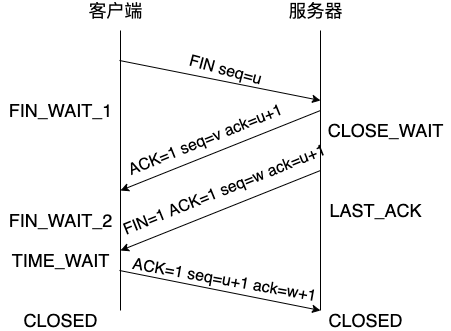 客户端
服务器
FIN seq=u
FIN_WAIT_1
CLOSE_WAIT
ACK=1 seq=v ack=u+1
FIN=1 ACK=1 seq=w ack=u+1
FIN_WAIT_2
LAST_ACK
TIME_WAIT
ACK=1 seq=u+1 ack=w+1
CLOSED
CLOSED